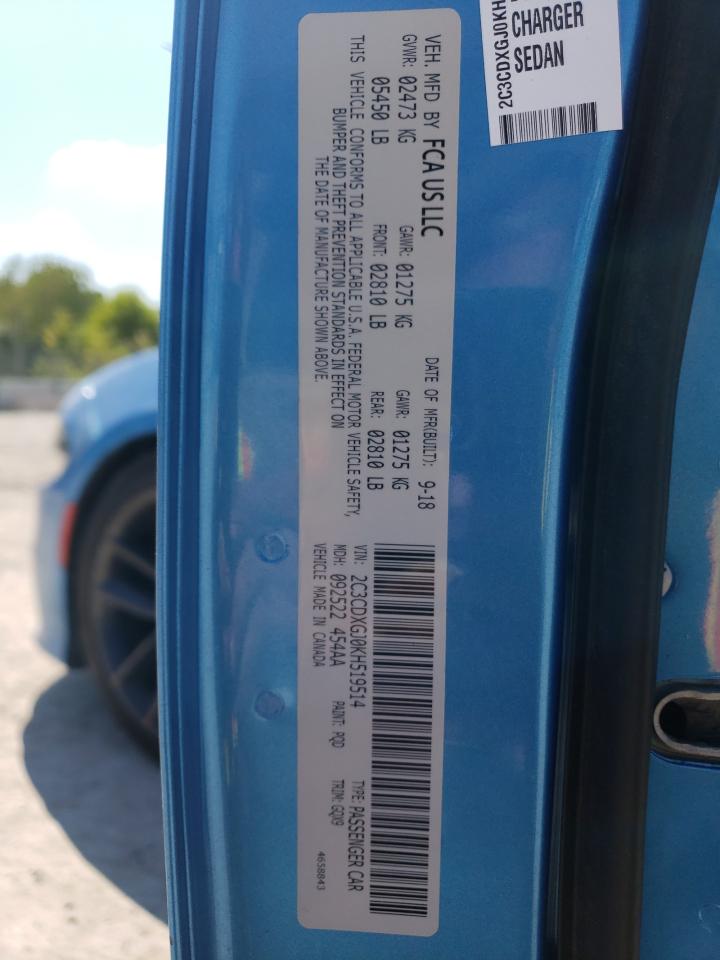 VEH. MFD BY FCA US LLC DATE OF MFR(BUILT): 9-18
GVWR: 02473 KG GAWR: 01275 KG GAWR: 01275 KG
05450 LB FRONT: 02810 LB REAR: 02810 LB
THIS VEHICLE CONFORMS TO ALL APPLICABLE U.S.A. FEDERAL MOTOR VEHICLE SAFETY,
BUMPER AND THEFT PREVENTION STANDARDS IN EFFECT ON
THE DATE OF MANUFACTURE SHOWN ABOVE.
VIN: 2C3CDXGJ0KH519514 TYPE: PASSENGER CAR
MDH: 092522 454AA PAINT: PQD TRIM: GQX9
VEHICLE MADE IN CANADA
4658843
2C3CDXGJ0KH
CHARGER
SEDAN